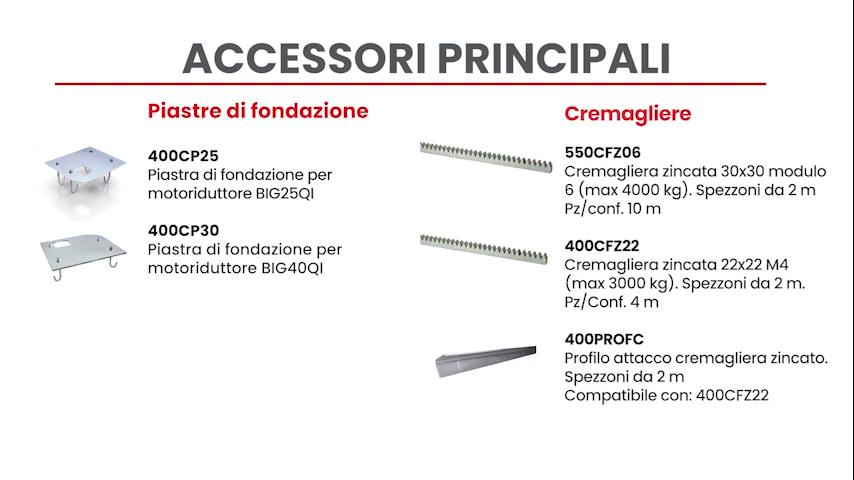 ACCESSORI PRINCIPALI
Piastre di fondazione
400CP25
Piastra di fondazione per
motoriduttore BIG25QI
400CP30
Piastra di fondazione per
motoriduttore BIG40QI
Cremagliere
550CFZ06
Cremagliera zincata 30x30 modulo
6 (max 4000 kg). Spezzoni da 2 m
Pz/conf. 10 m
400CFZ22
Cremagliera zincata 22x22 M4
(max 3000 kg). Spezzoni da 2 m.
Pz/Conf. 4 m
400PROFC
Profilo attacco cremagliera zincato.
Spezzoni da 2 m
Compatibile con: 400CFZ22